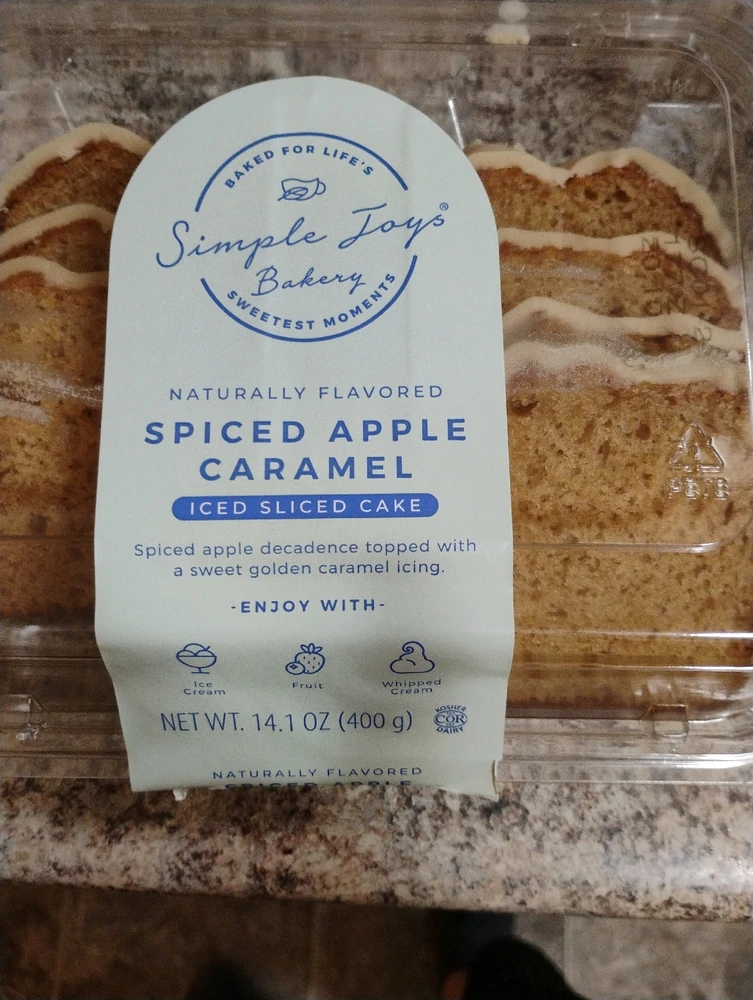 BAKED FOR LIFE'S
Simple Joys®
Bakery
SWEETEST MOMENTS
NATURALLY FLAVORED
SPICED APPLE
CARAMEL
ICED SLICED CAKE
Spiced apple decadence topped with
a sweet golden caramel icing.
-ENJOY WITH-
Ice
Cream
Fruit
Whipped
Cream
NET WT. 14.1 OZ (400 g)
KOSHER
COR
DAIRY
NATURALLY FLAVORED
SPICED APPLE